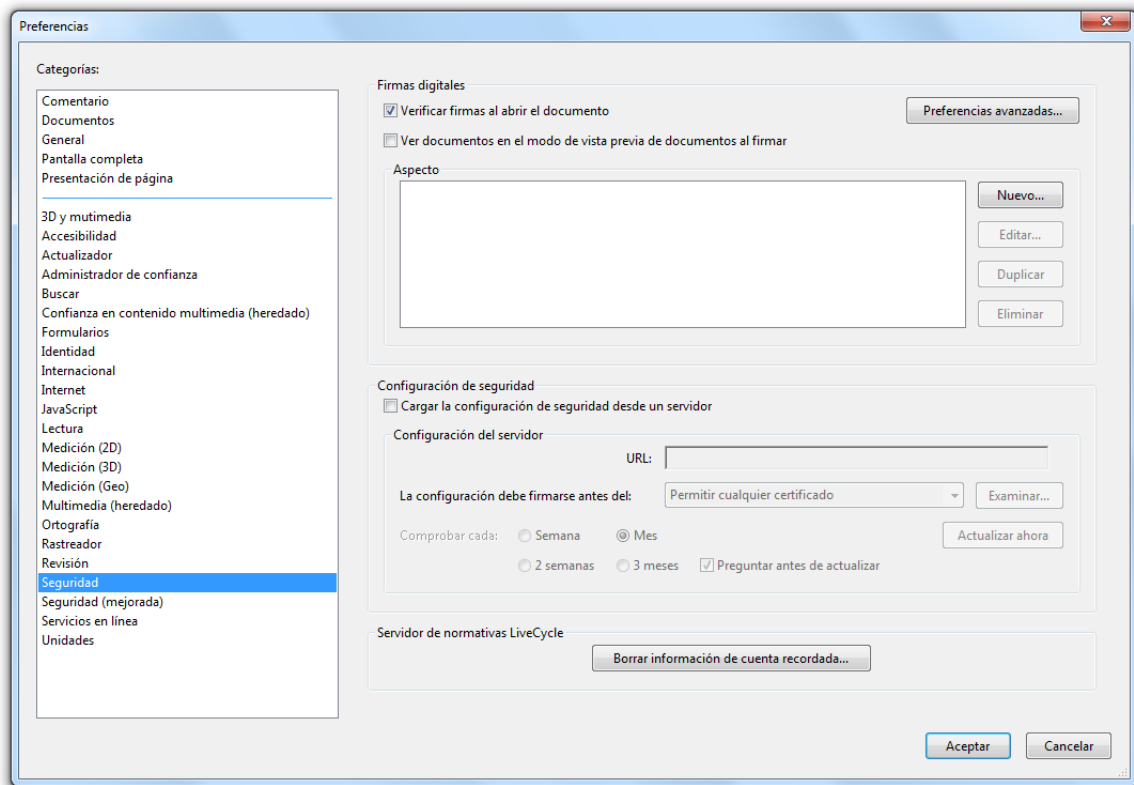 Preferencias
Categorías:
Comentario
Documentos
General
Pantalla completa
Presentación de página
3D y mutimedia
Accesibilidad
Actualizador
Administrador de confianza
Buscar
Confianza en contenido multimedia (heredado)
Formularios
Identidad
Internacional
Internet
JavaScript
Lectura
Medición (2D)
Medición (3D)
Medición (Geo)
Multimedia (heredado)
Ortografía
Rastreador
Revisión
Seguridad
Seguridad (mejorada)
Servicios en línea
Unidades
Firmas digitales
Verificar firmas al abrir el documento
Preferencias avanzadas...
Ver documentos en el modo de vista previa de documentos al firmar
Aspecto
Nuevo...
Editar...
Duplicar
Eliminar
Configuración de seguridad
Cargar la configuración de seguridad desde un servidor
Configuración del servidor
URL:
La configuración debe firmarse antes del: Permitir cualquier certificado Examinar...
Comprobar cada: Semana Mes Actualizar ahora
2 semanas 3 meses Preguntar antes de actualizar
Servidor de normativas LiveCycle
Borrar información de cuenta recordada...
Aceptar Cancelar